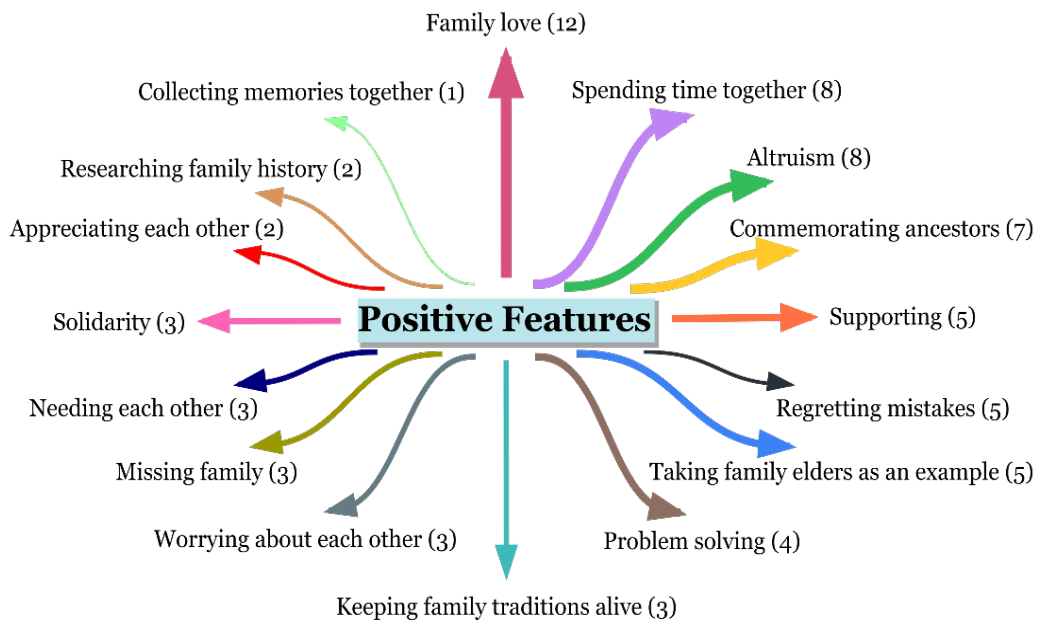 Family love (12)
Collecting memories together (1)
Spending time together (8)
Altruism (8)
Researching family history (2)
Appreciating each other (2)
Commemorating ancestors (7)
Positive Features
Solidarity (3)
Supporting (5)
Needing each other (3)
Regretting mistakes (5)
Missing family (3)
Taking family elders as an example (5)
Worrying about each other (3)
Problem solving (4)
Keeping family traditions alive (3)